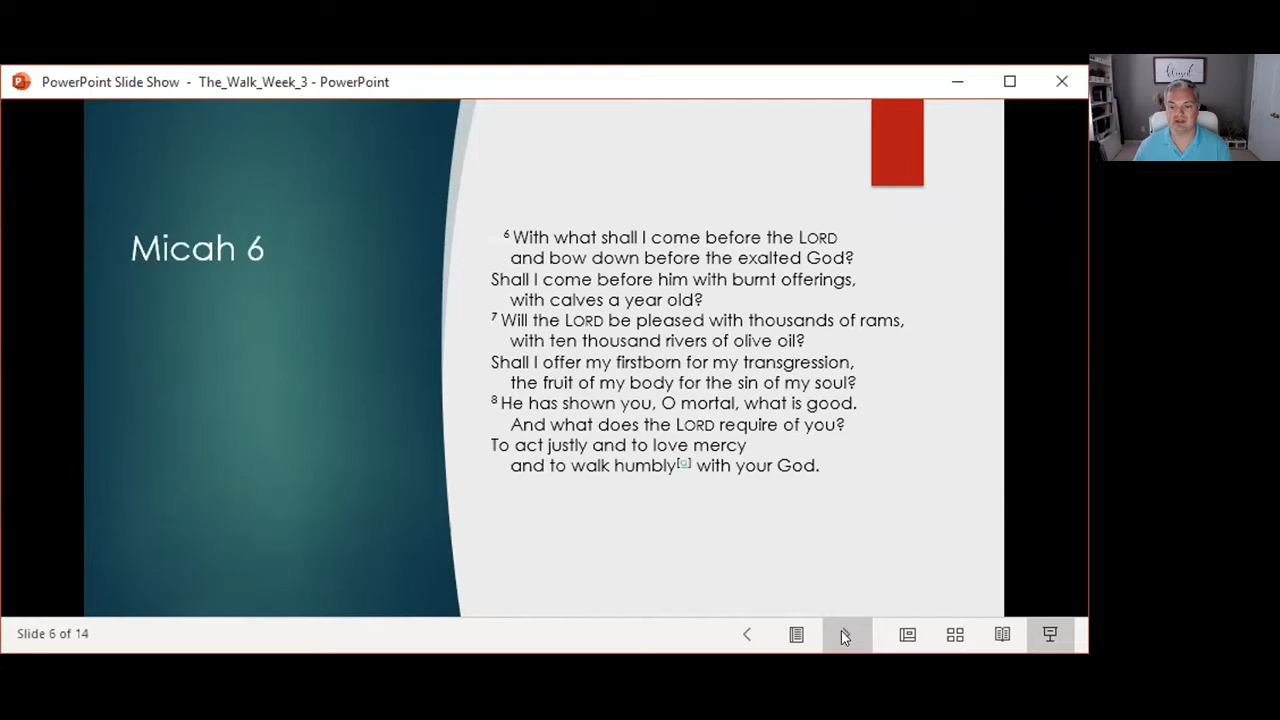 PowerPoint Slide Show - The_Walk_Week_3 - PowerPoint
blessed
Micah 6
6 With what shall I come before the LORD
and bow down before the exalted God?
Shall I come before him with burnt offerings,
with calves a year old?
7 Will the LORD be pleased with thousands of rams,
with ten thousand rivers of olive oil?
Shall I offer my firstborn for my transgression,
the fruit of my body for the sin of my soul?
8 He has shown you, O mortal, what is good.
And what does the LORD require of you?
To act justly and to love mercy
and to walk humbly[a] with your God.
Slide 6 of 14